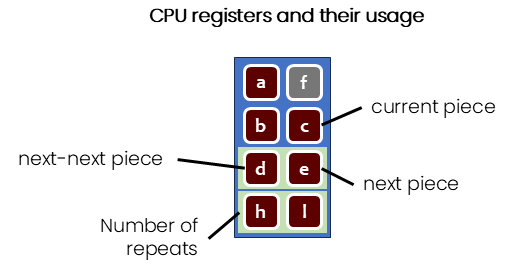 CPU registers and their usage
a f
b c
current piece
next-next piece
d e
next piece
h l
Number of
repeats